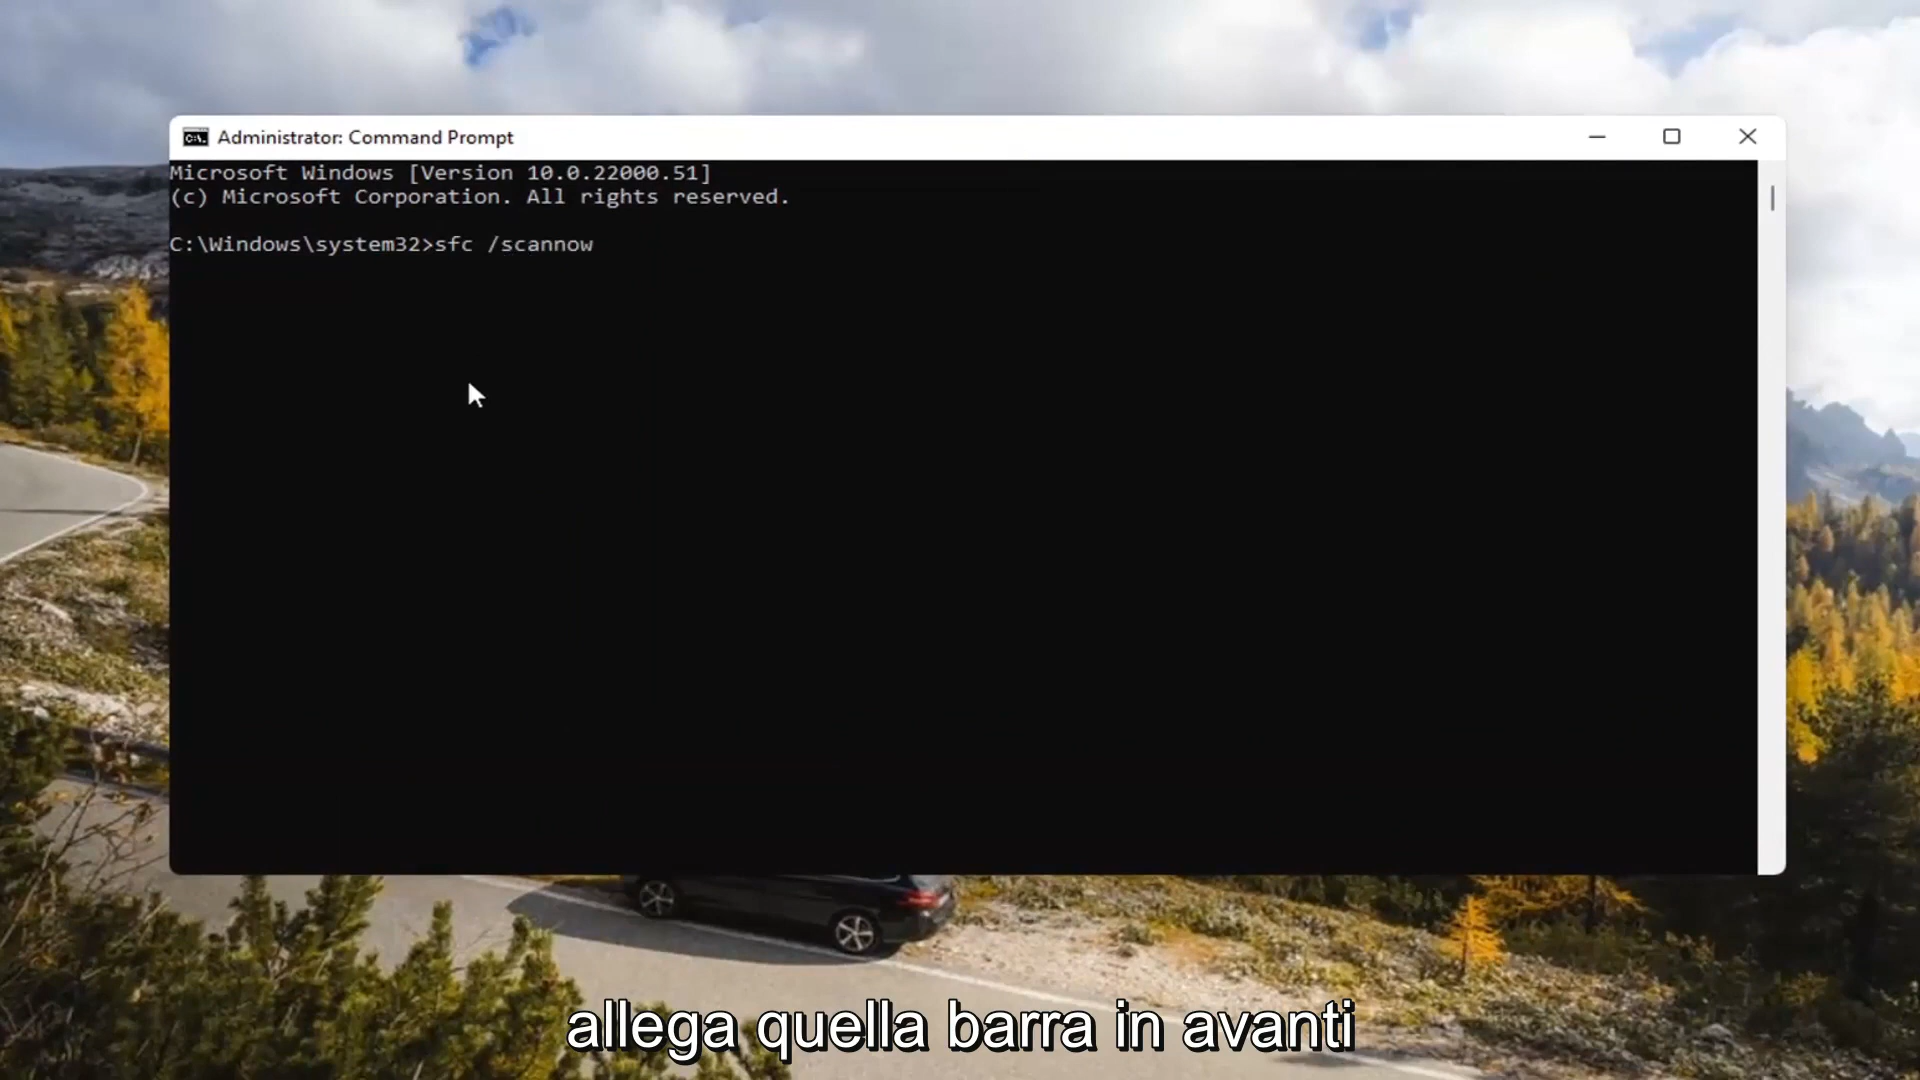 Administrator: Command Prompt
Microsoft Windows [Version 10.0.22000.51]
(c) Microsoft Corporation. All rights reserved.
C:\Windows\system32>sfc /scannow
allega quella barra in avanti